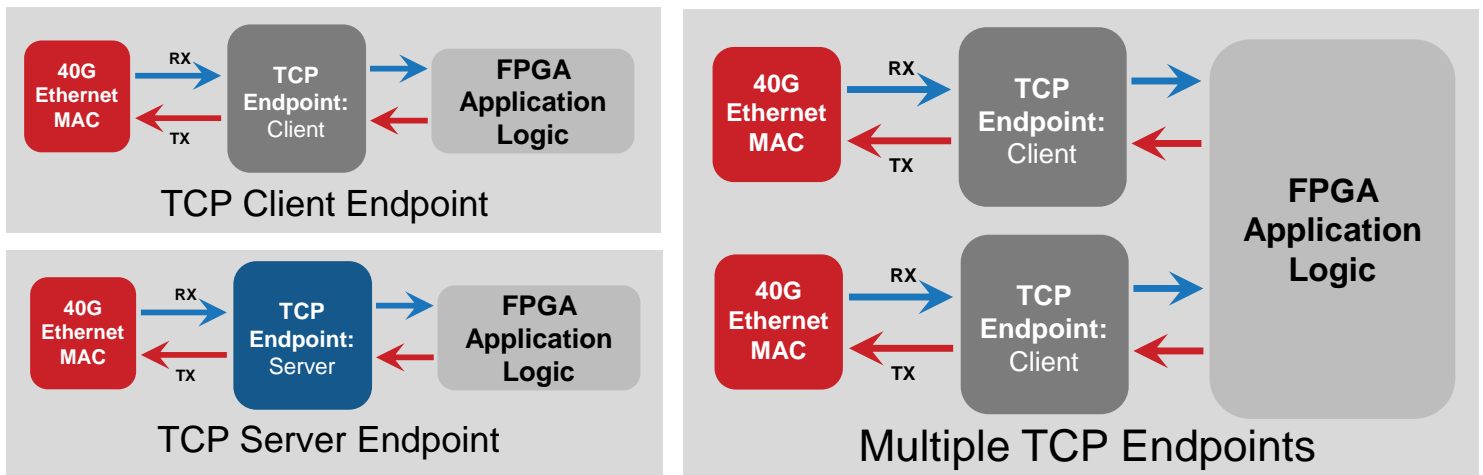 40G
Ethernet
MAC
RX
TX
TCP
Endpoint:
Client
FPGA
Application
Logic
TCP Client Endpoint
40G
Ethernet
MAC
RX
TX
TCP
Endpoint:
Server
FPGA
Application
Logic
TCP Server Endpoint
40G
Ethernet
MAC
RX
TX
TCP
Endpoint:
Client
40G
Ethernet
MAC
RX
TX
TCP
Endpoint:
Client
FPGA
Application
Logic
Multiple TCP Endpoints